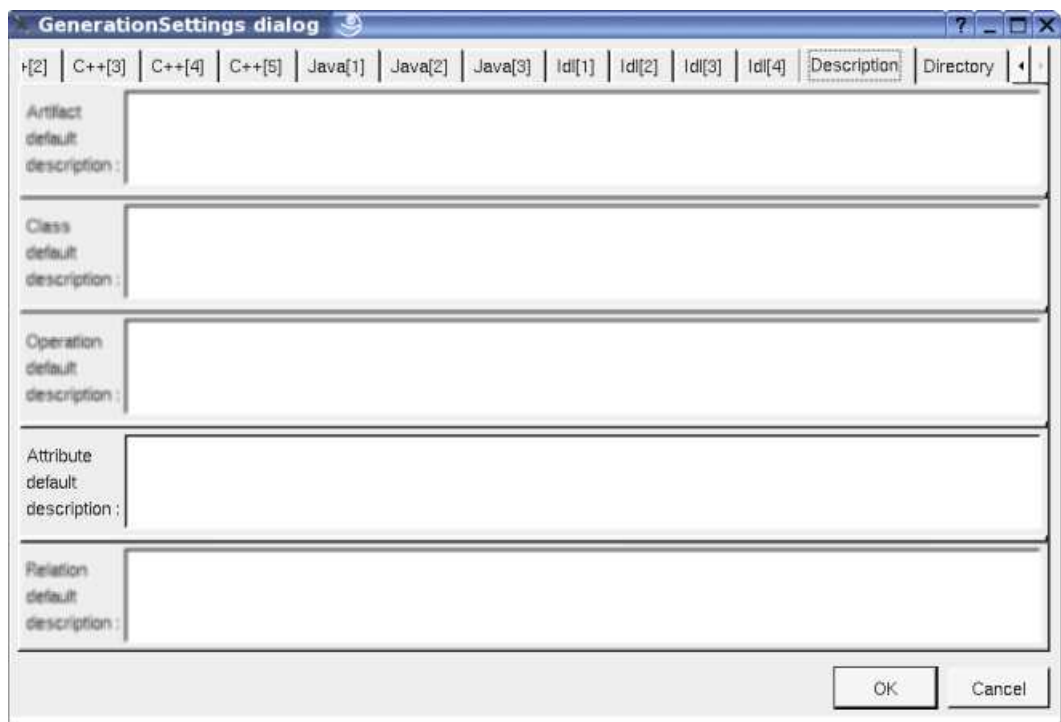 GenerationSettings dialog
+[2] C++[3] C++[4] C++[5] Java[1] Java[2] Java[3] Idl[1] Idl[2] Idl[3] Idl[4] Description Directory
Artifact
default
description :
Class
default
description :
Operation
default
description :
Attribute
default
description :
Relation
default
description :
OK Cancel